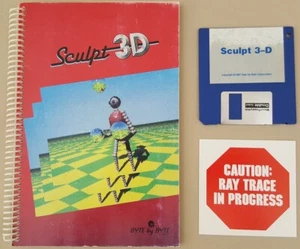 Sculpt 3D
BYTE by BYTE
Sculpt 3-D
CAUTION:
RAY TRACE
IN PROGRESS